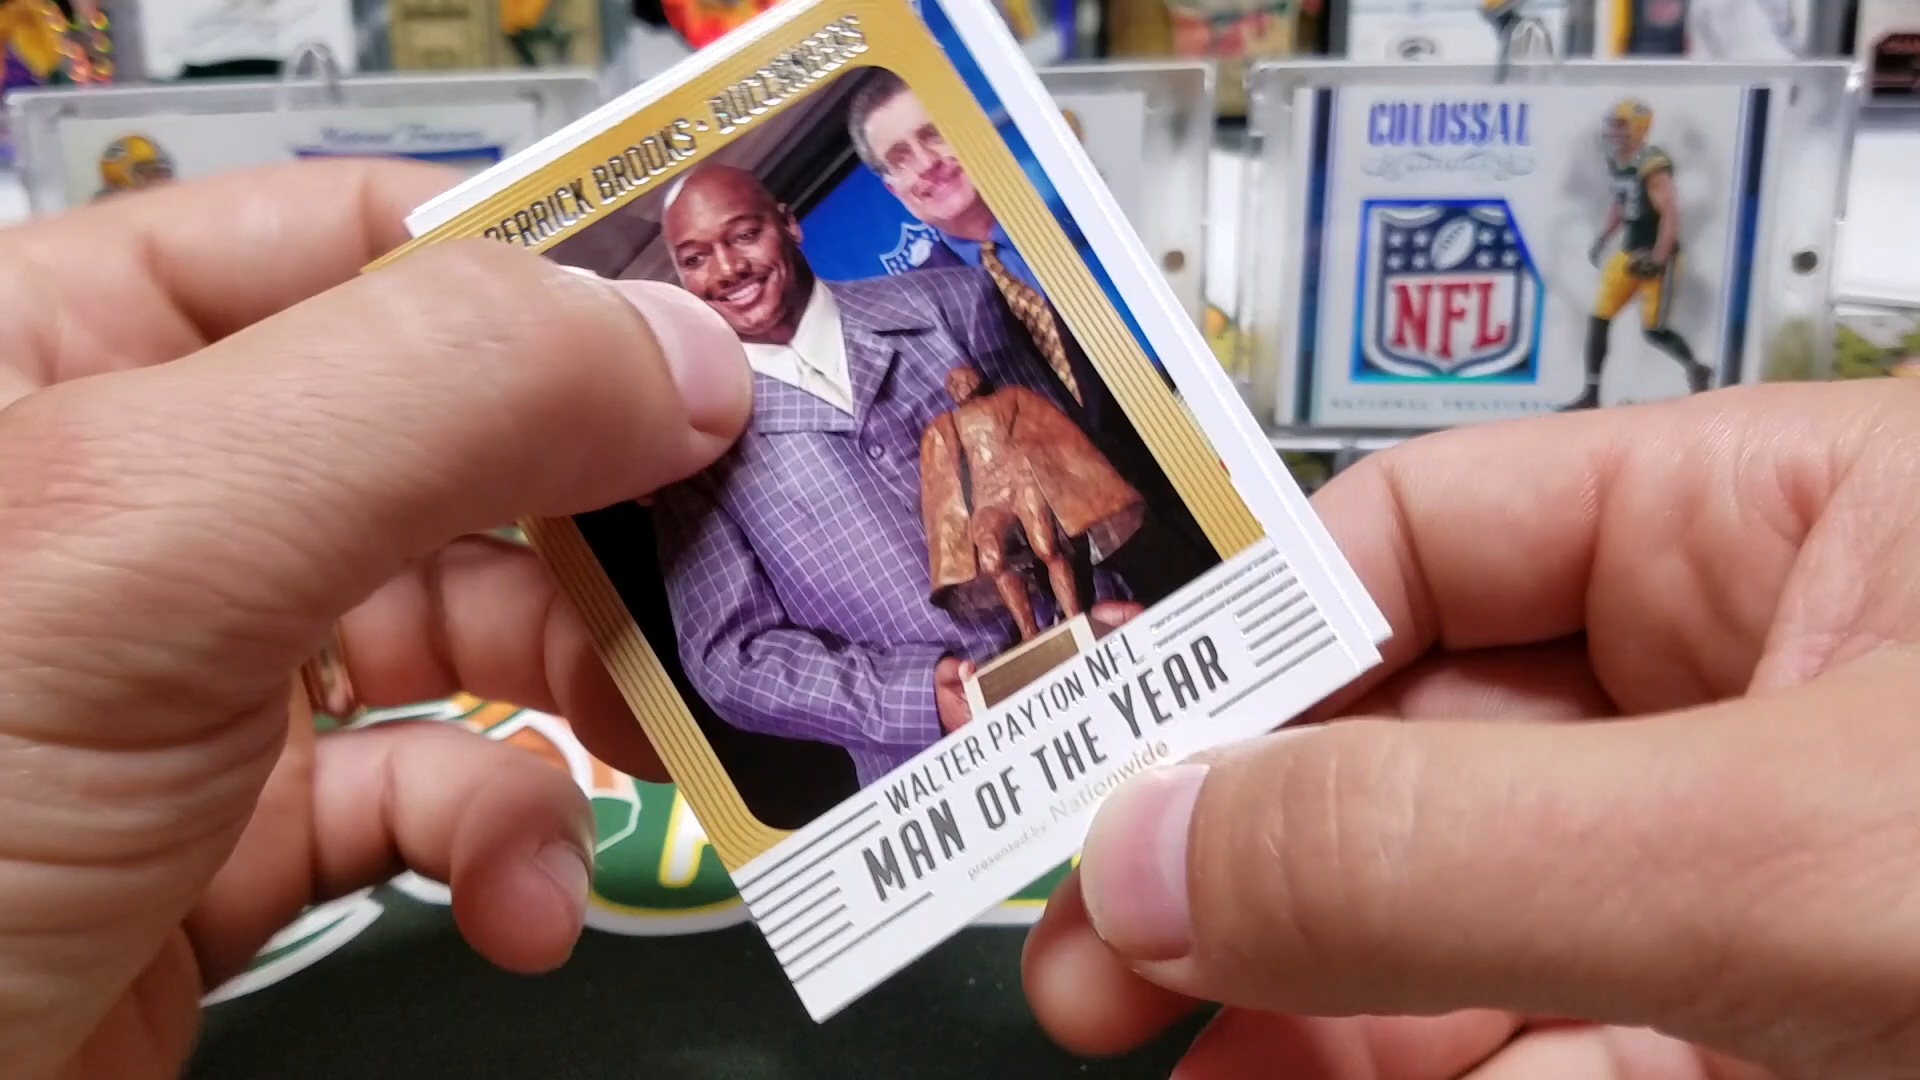 DERRICK BROOKS • BUCCANEERS
WALTER PAYTON NFL
MAN OF THE YEAR
presented by Nationwide
COLOSSAL
NFL
NATIONAL TREASURES